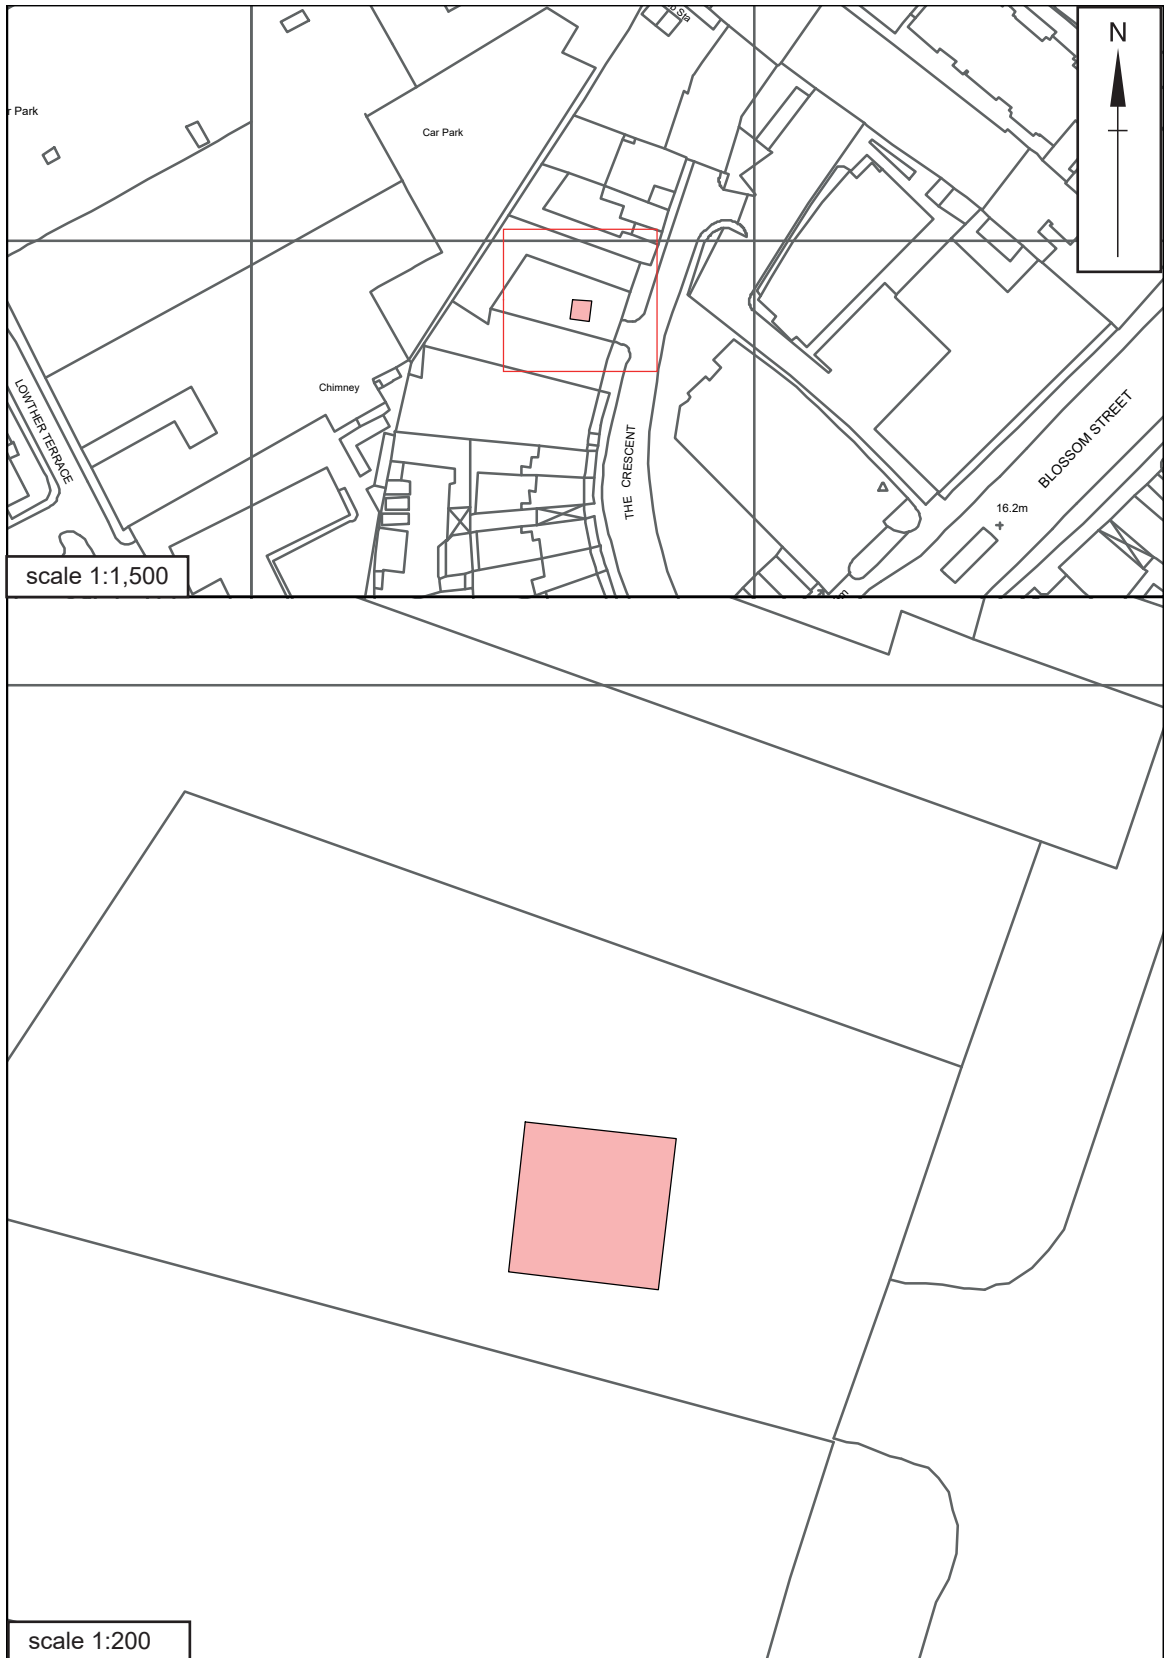 N
r Park
Car Park
Sta
Chimney
LOWTHER TERRACE
THE CRESCENT
BLOSSOM STREET
16.2m
m
scale 1:1,500
scale 1:200